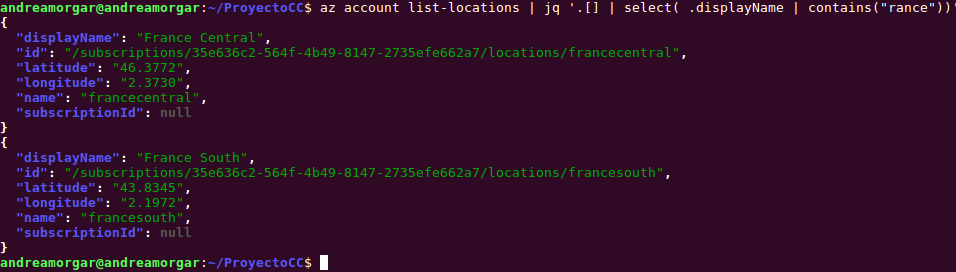 andreamorgar@andreamorgar:~/ProyectoCC$ az account list-locations | jq '.[] | select( .displayName | contains("rance"))'
{
  "displayName": "France Central",
  "id": "/subscriptions/35e636c2-564f-4b49-8147-2735efe662a7/locations/francecentral",
  "latitude": "46.3772",
  "longitude": "2.3730",
  "name": "francecentral",
  "subscriptionId": null
}
{
  "displayName": "France South",
  "id": "/subscriptions/35e636c2-564f-4b49-8147-2735efe662a7/locations/francesouth",
  "latitude": "43.8345",
  "longitude": "2.1972",
  "name": "francesouth",
  "subscriptionId": null
}
andreamorgar@andreamorgar:~/ProyectoCC$